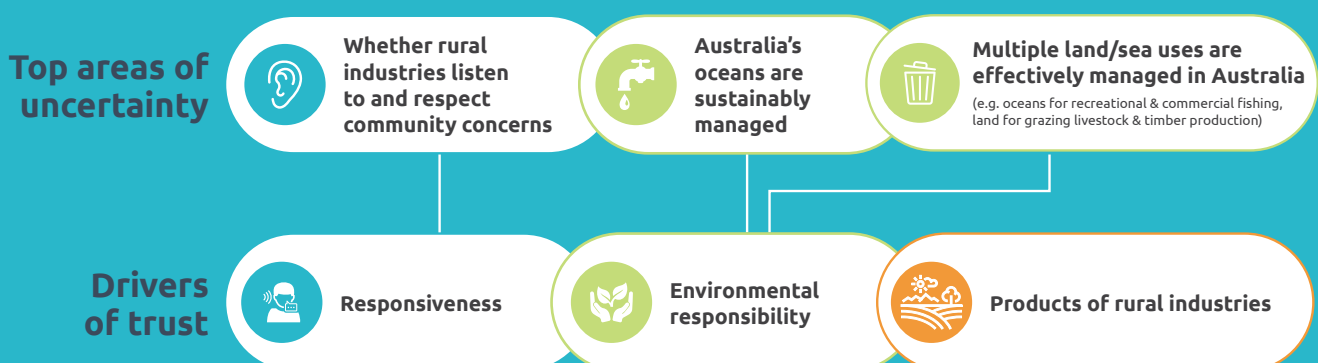 Top areas of
uncertainty
Whether rural
industries listen
to and respect
community concerns
Australia's
oceans are
sustainably
managed
Multiple land/sea uses are
effectively managed in Australia
(e.g. oceans for recreational & commercial fishing,
land for grazing livestock & timber production)
Drivers
of trust
Responsiveness
Environmental
responsibility
Products of rural industries